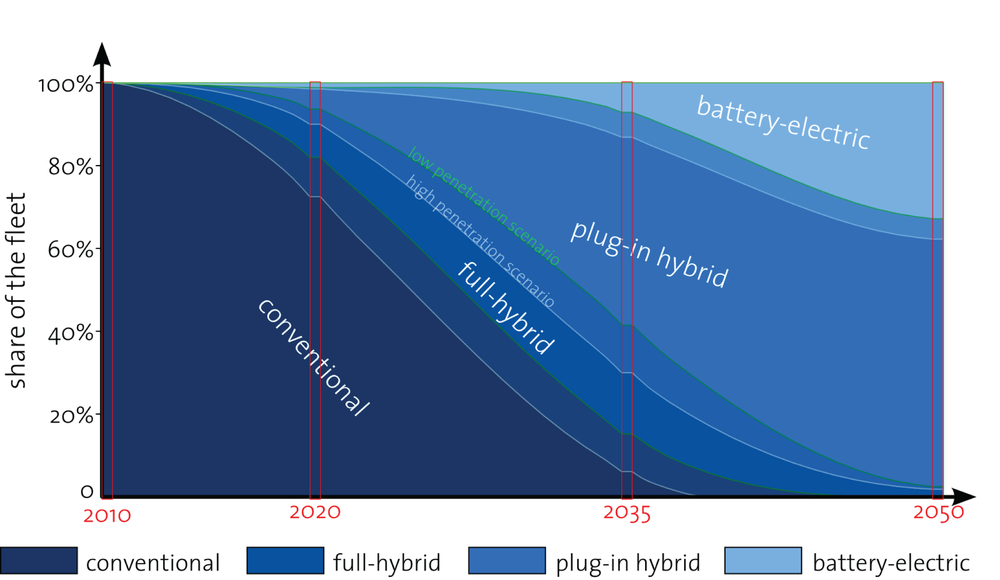 100%
80%
60%
40%
20%
0
share of the fleet
battery-electric
plug-in hybrid
low penetration scenario
high penetration scenario
full-hybrid
conventional
2010
2020
2035
2050
conventional
full-hybrid
plug-in hybrid
battery-electric